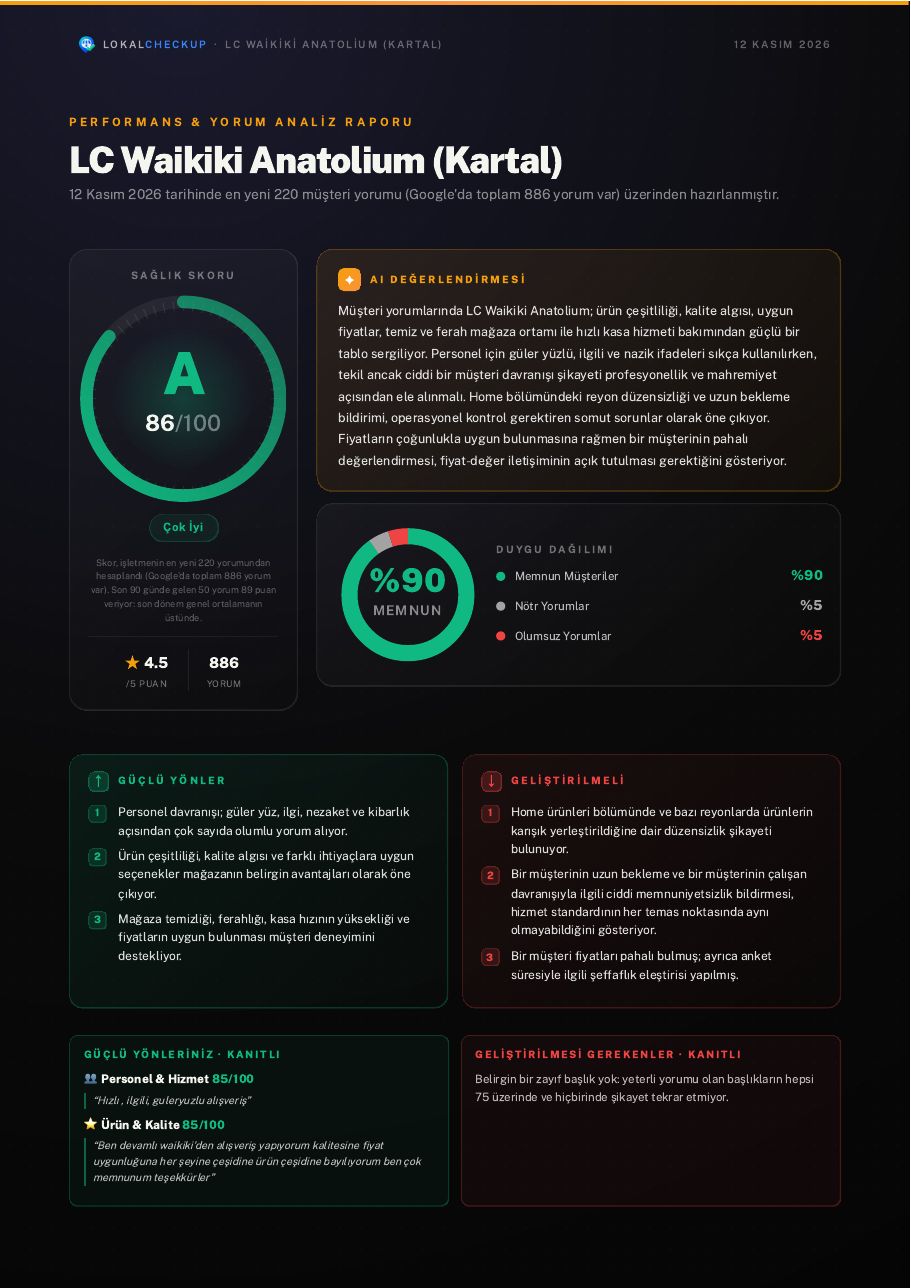 LOKALCHECKUP · LC WAİKİKİ ANATOLİUM (KARTAL)
12 KASIM 2026
PERFORMANS & YORUM ANALİZ RAPORU
LC Waikiki Anatolium (Kartal)
12 Kasım 2026 tarihinde en yeni 220 müşteri yorumu (Google'da toplam 886 yorum var) üzerinden hazırlanmıştır.
SAĞLIK SKORU
A
86/100
Çok İyi
Skor, işletmenin en yeni 220 yorumundan
hesaplandı (Google'da toplam 886 yorum
var). Son 90 günde gelen 50 yorum 89 puan
veriyor: son dönem genel ortalamanın
üstünde.
★ 4.5
/5 PUAN
886
YORUM
AI DEĞERLENDİRMESİ
Müşteri yorumlarında LC Waikiki Anatolium; ürün çeşitliliği, kalite algısı, uygun
fiyatlar, temiz ve ferah mağaza ortamı ile hızlı kasa hizmeti bakımından güçlü bir
tablo sergiliyor. Personel için güler yüzlü, ilgili ve nazik ifadeleri sıkça kullanılırken,
tekil ancak ciddi bir müşteri davranışı şikayeti profesyonellik ve mahremiyet
açısından ele alınmalı. Home bölümündeki reyon düzensizliği ve uzun bekleme
bildirimi, operasyonel kontrol gerektiren somut sorunlar olarak öne çıkıyor.
Fiyatların çoğunlukla uygun bulunmasına rağmen bir müşterinin pahalı
değerlendirmesi, fiyat-değer iletişiminin açık tutulması gerektiğini gösteriyor.
%90
MEMNUN
DUYGU DAĞILIMI
Memnun Müşteriler %90
Nötr Yorumlar %5
Olumsuz Yorumlar %5
↑ GÜÇLÜ YÖNLER
1 Personel davranışı; güler yüz, ilgi, nezaket ve kibarlık
açısından çok sayıda olumlu yorum alıyor.
2 Ürün çeşitliliği, kalite algısı ve farklı ihtiyaçlara uygun
seçenekler mağazanın belirgin avantajları olarak öne
çıkıyor.
3 Mağaza temizliği, ferahlığı, kasa hızının yüksekliği ve
fiyatların uygun bulunması müşteri deneyimini
destekliyor.
↓ GELİŞTİRİLMELİ
1 Home ürünleri bölümünde ve bazı reyonlarda ürünlerin
karışık yerleştirildiğine dair düzensizlik şikayeti
bulunuyor.
2 Bir müşterinin uzun bekleme ve bir müşterinin çalışan
davranışıyla ilgili ciddi memnuniyetsizlik bildirmesi,
hizmet standardının her temas noktasında aynı
olmayabildiğini gösteriyor.
3 Bir müşteri fiyatları pahalı bulmuş; ayrıca anket
süresiyle ilgili şeffaflık eleştirisi yapılmış.
GÜÇLÜ YÖNLERİNİZ · KANITLI
Personel & Hizmet 85/100
"Hızlı , ilgili, guleryuzlu alışveriş"
Ürün & Kalite 85/100
"Ben devamlı waikiki'den alışveriş yapıyorum kalitesine fiyat
uygunluğuna her şeyine çeşidine ürün çeşidine bayılıyorum ben çok
memnunum teşekkürler"
GELİŞTİRİLMESİ GEREKENLER · KANITLI
Belirgin bir zayıf başlık yok: yeterli yorumu olan başlıkların hepsi
75 üzerinde ve hiçbirinde şikayet tekrar etmiyor.